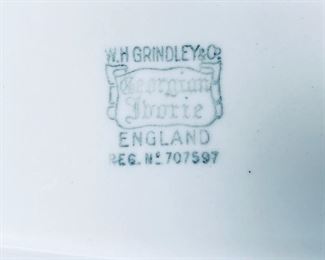 W.H GRINDLEY & Co.
Georgian
Ivorie
ENGLAND
REG. No 707597